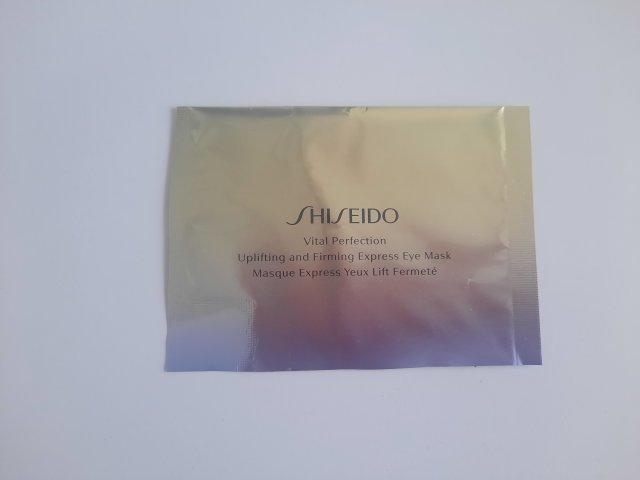 SHISEIDO
Vital Perfection
Uplifting and Firming Express Eye Mask
Masque Express Yeux Lift Fermeté